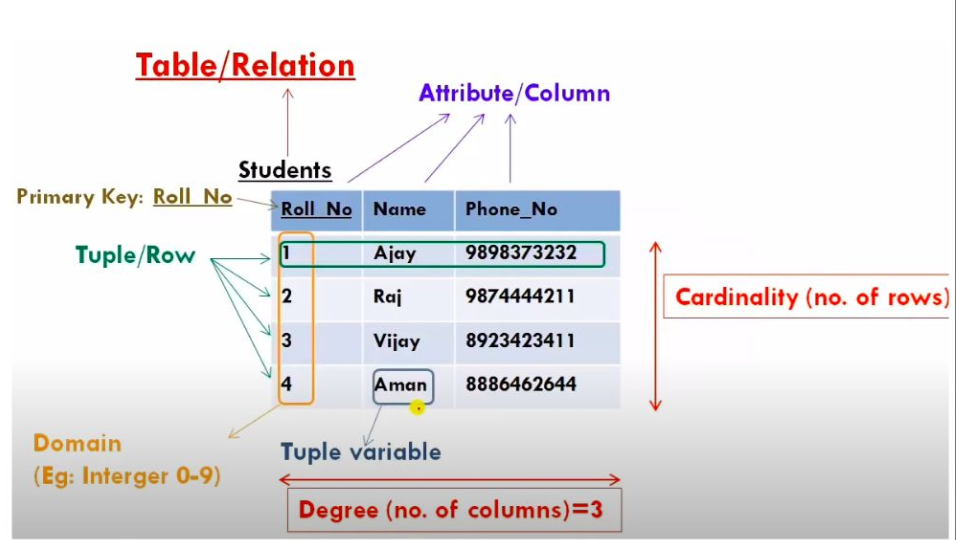 Table/Relation
Attribute/Column
Students
Primary Key: Roll_No
Roll_No Name Phone_No
Tuple/Row
1 Ajay 9898373232
2 Raj 9874444211
3 Vijay 8923423411
4 Aman 8886462644
Cardinality (no. of rows)
Domain
(Eg: Interger 0-9)
Tuple variable
Degree (no. of columns)=3